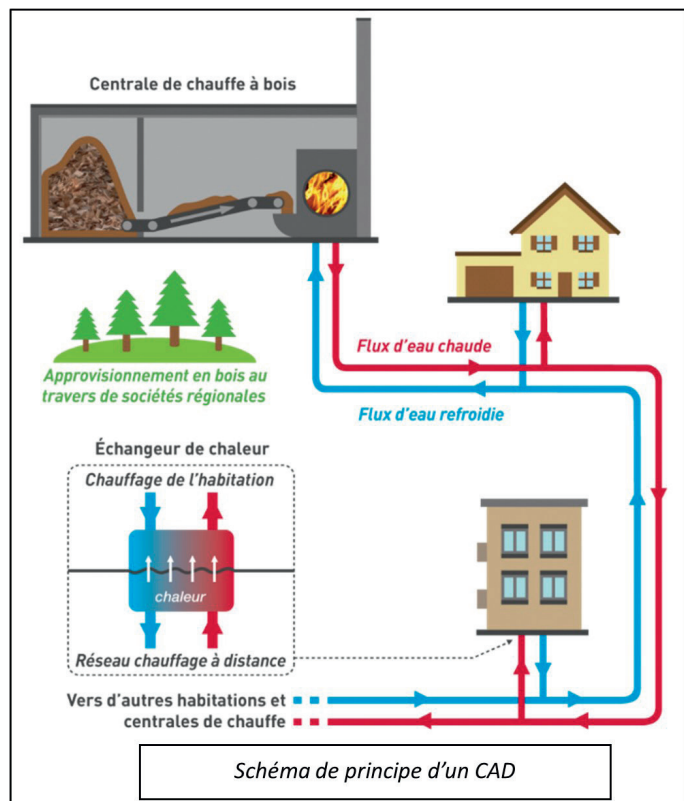 Centrale de chauffe à bois
Flux d'eau chaude
Approvisionnement en bois au
travers de sociétés régionales
Flux d'eau refroidie
Échangeur de chaleur
Chauffage de l'habitation
chaleur
Réseau chauffage à distance
Vers d'autres habitations et
centrales de chauffe
Schéma de principe d'un CAD